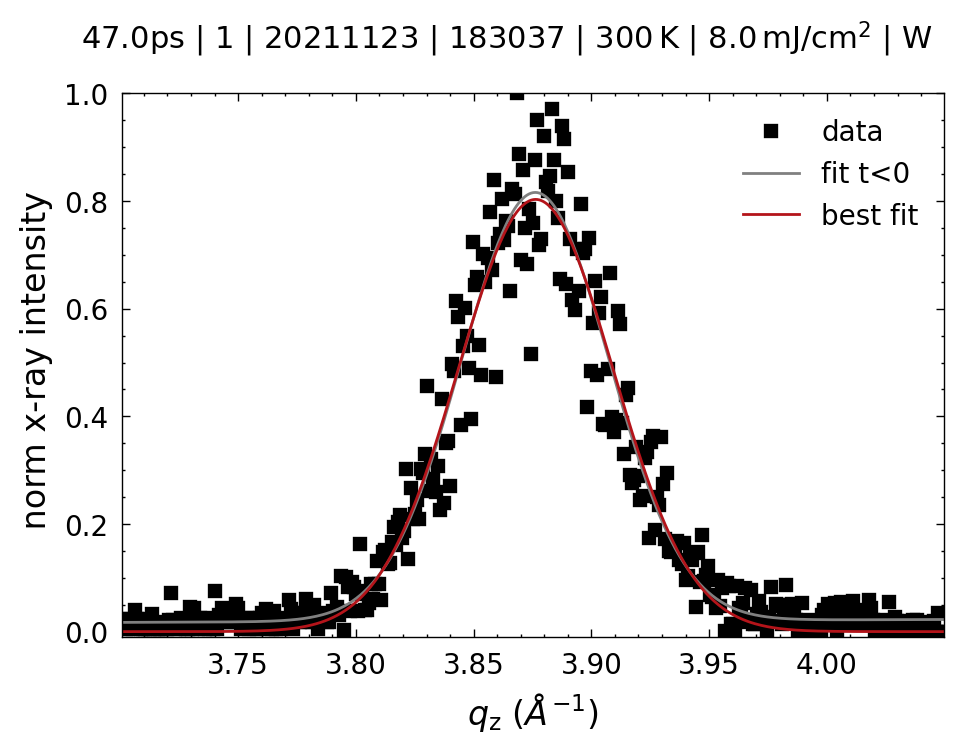 47.0ps | 1 | 20211123 | 183037 | 300 K | 8.0 mJ/cm² | W
1.0
0.8
0.6
0.4
0.2
0.0
norm x-ray intensity
data
fit t<0
best fit
3.75 3.80 3.85 3.90 3.95 4.00
q_z (Å⁻¹)